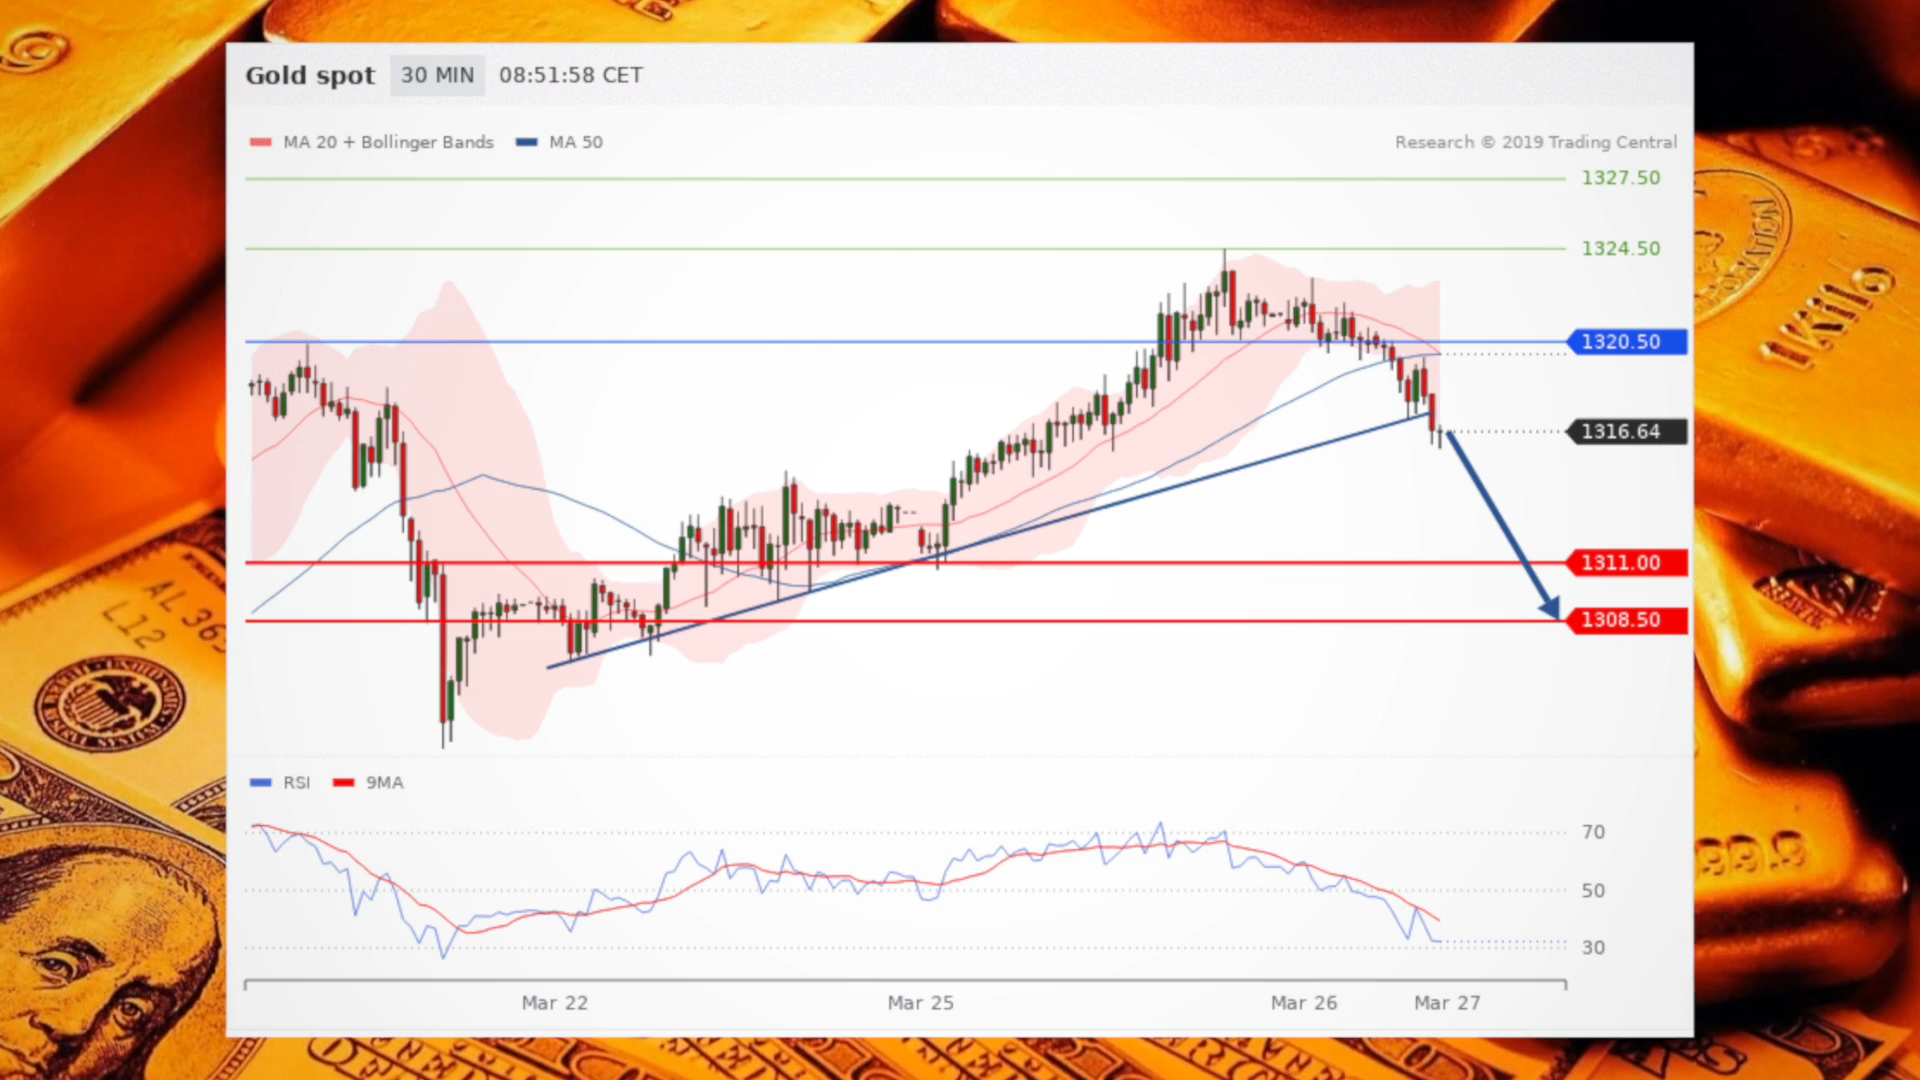 Gold spot 30 MIN 08:51:58 CET
MA 20 + Bollinger Bands MA 50 Research © 2019 Trading Central
1327.50
1324.50
1320.50
1316.64
1311.00
1308.50
RSI 9MA
70
50
30
Mar 22 Mar 25 Mar 26 Mar 27
1Kilo
L12